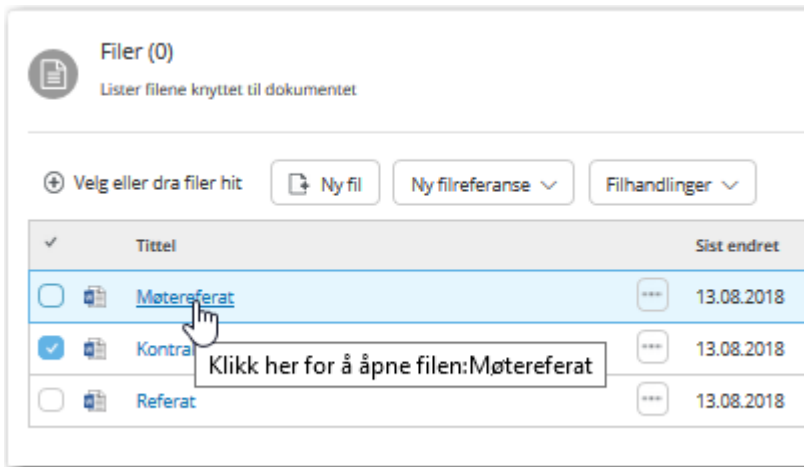 Filer (0)
Lister filene knyttet til dokumentet
Velg eller dra filer hit Ny fil Ny filreferanse Filhandlinger
Tittel Sist endret
Møtereferat 13.08.2018
13.08.2018
Klikk her for å åpne filen:Møtereferat
Referat 13.08.2018